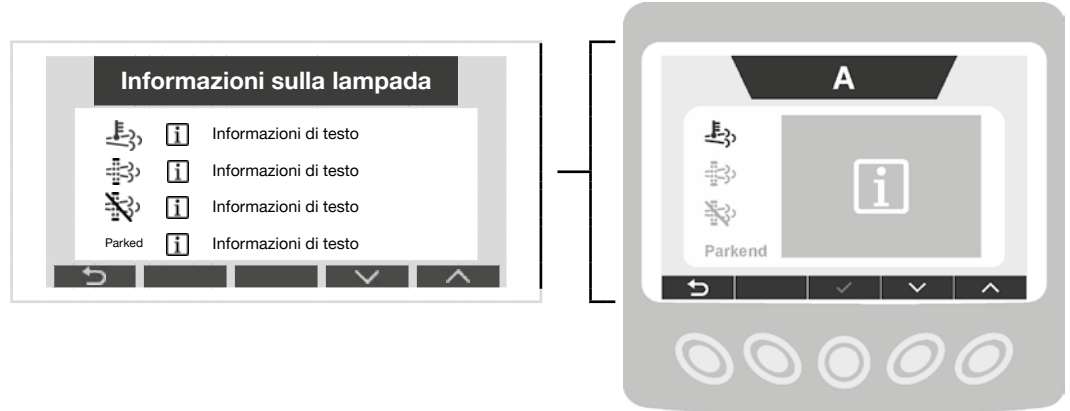 Informazioni sulla lampada
i Informazioni di testo
i Informazioni di testo
i Informazioni di testo
Parked i Informazioni di testo
A
i
Parkend